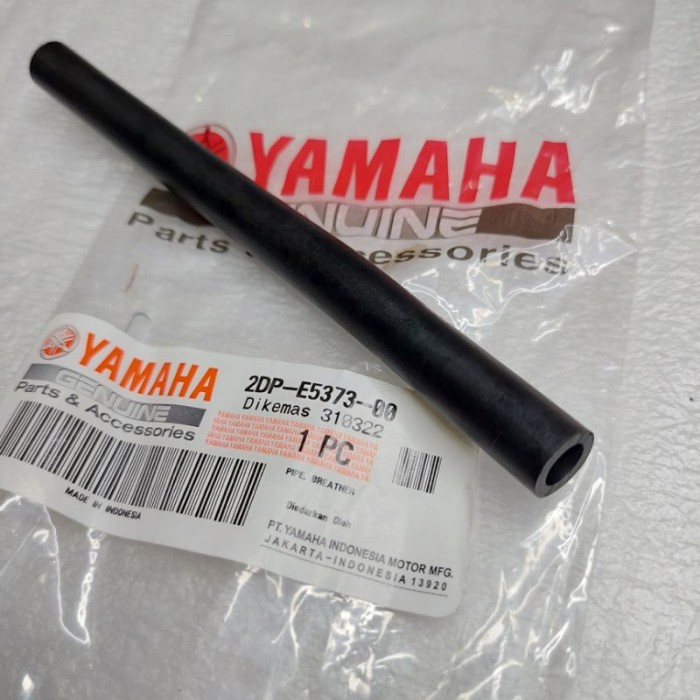 YAMAHA
GENUINE
Parts & Accessories
YAMAHA
GENUINE
Parts & Accessories
MADE IN INDONESIA
2DP-E5373-00
Dikemas 310322
1 PC
PIPE, BREATHER
Diedarkan Oleh
PT. YAMAHA INDONESIA MOTOR MFG.
JAKARTA-INDONESIA 13920